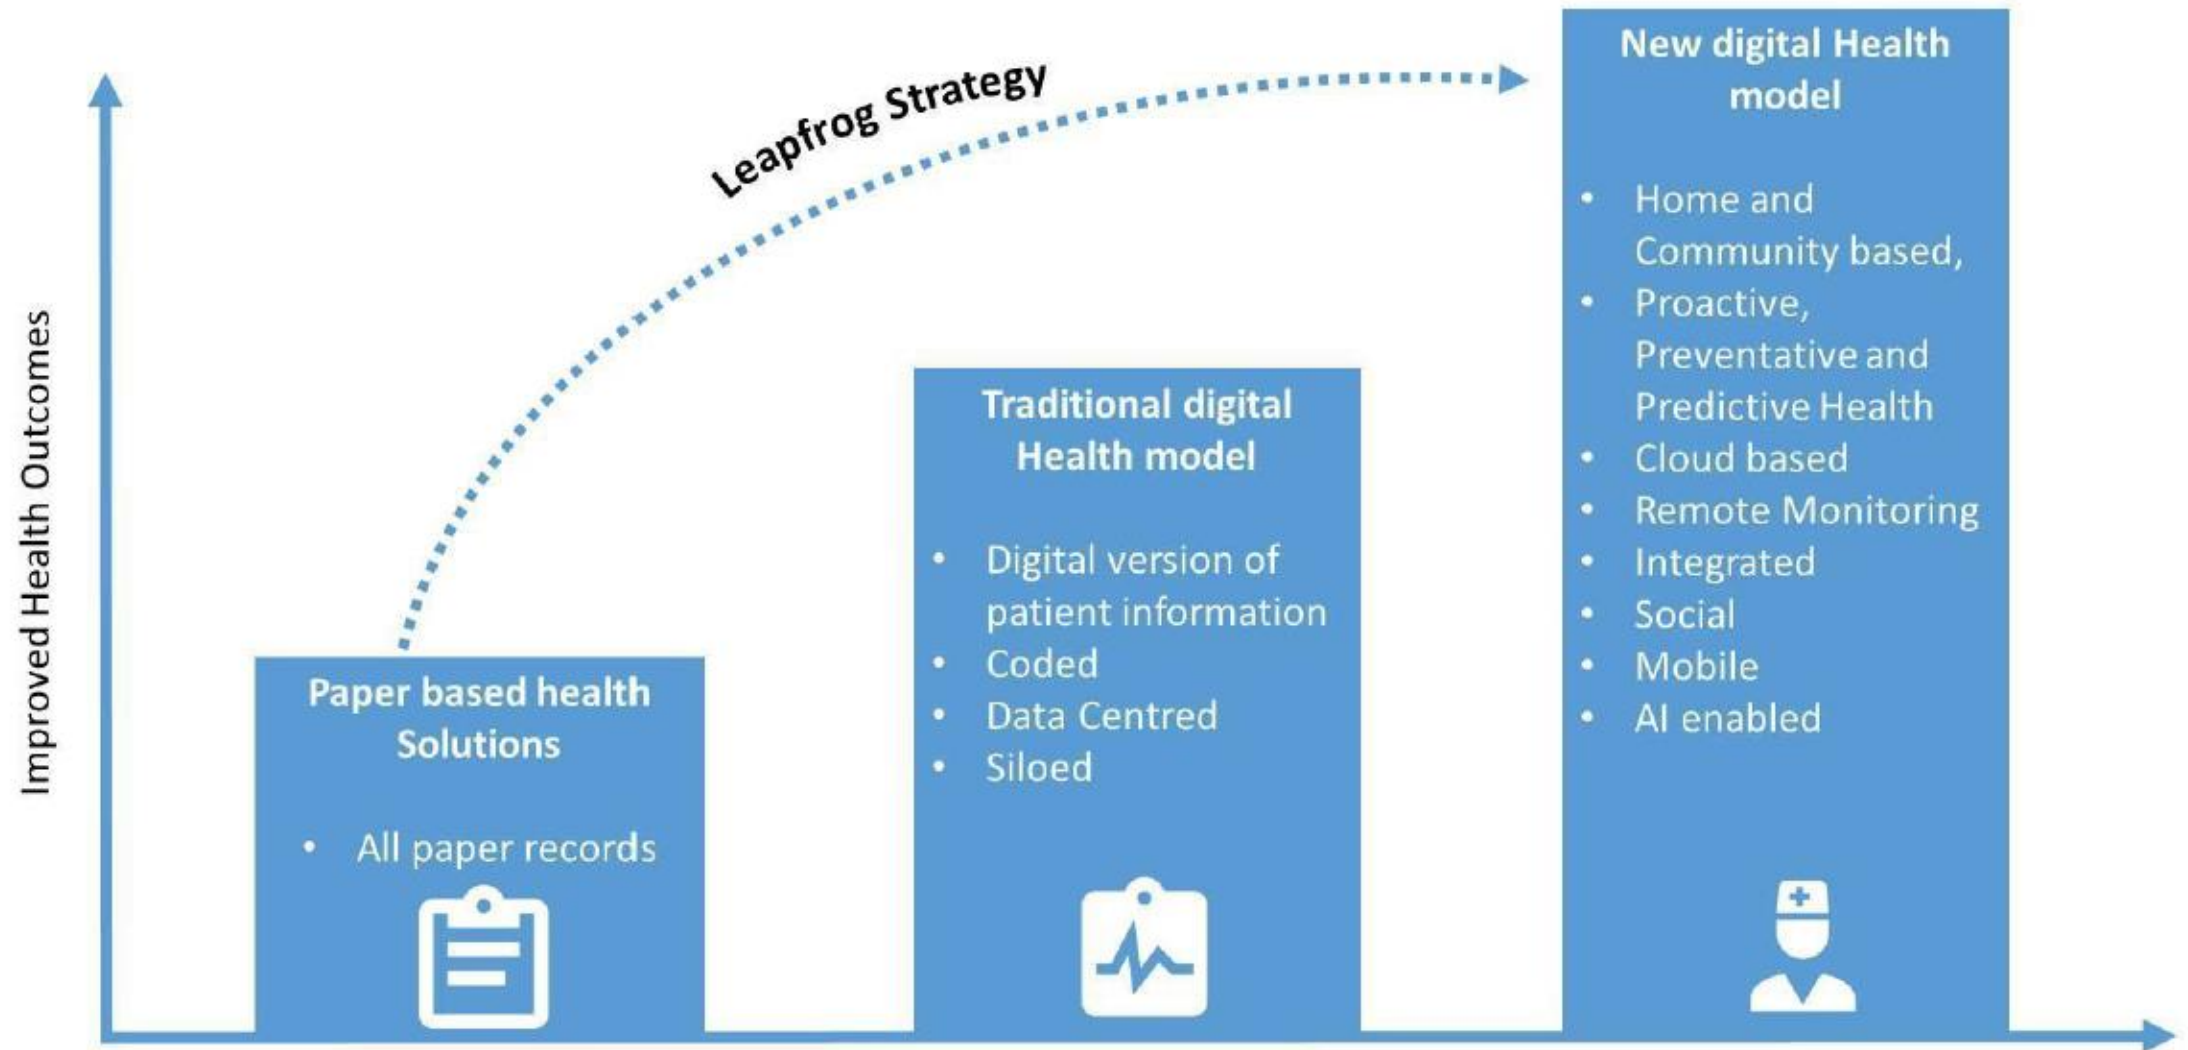 Improved Health Outcomes
Leapfrog Strategy
Paper based health
Solutions
• All paper records
Traditional digital
Health model
• Digital version of
patient information
• Coded
• Data Centred
• Siloed
New digital Health
model
• Home and
Community based,
• Proactive,
Preventative and
Predictive Health
• Cloud based
• Remote Monitoring
• Integrated
• Social
• Mobile
• AI enabled